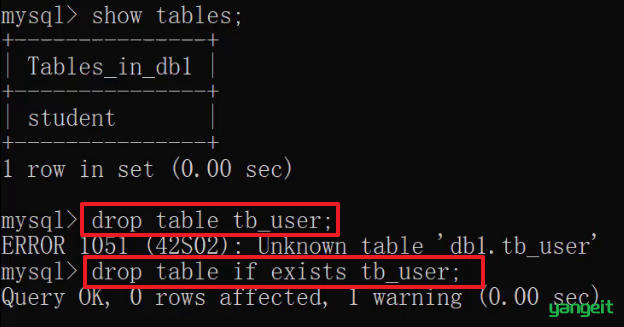 mysql> show tables;
+---------------+
| Tables_in_db1 |
+---------------+
| student       |
+---------------+
1 row in set (0.00 sec)
mysql> drop table tb_user;
ERROR 1051 (42S02): Unknown table 'db1.tb_user'
mysql> drop table if exists tb_user;
Query OK, 0 rows affected, 1 warning (0.00 sec)
yangeit